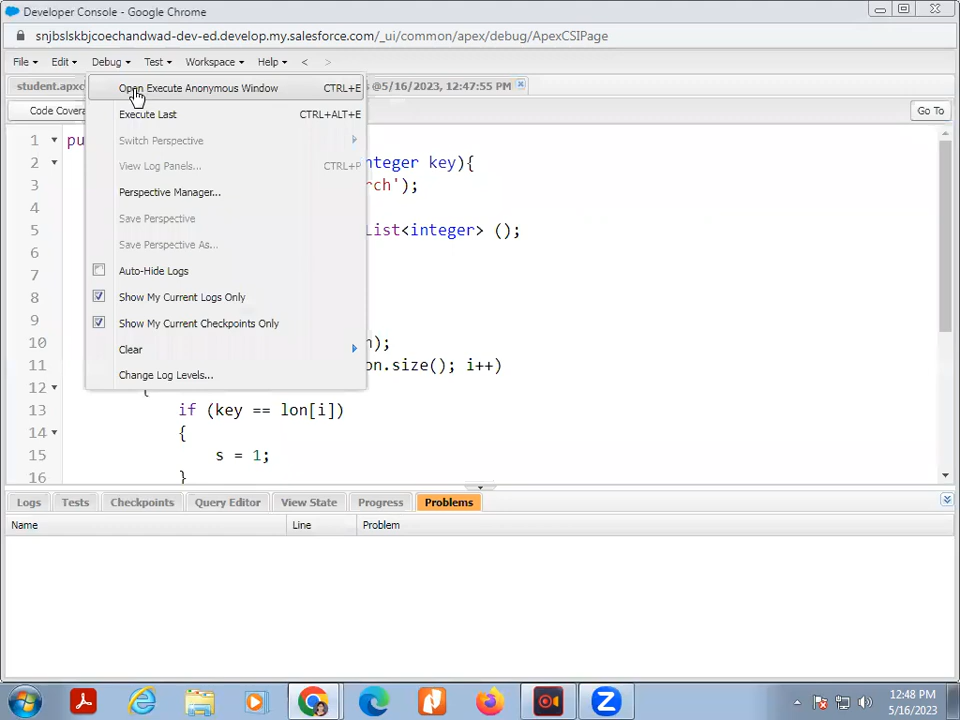 Developer Console - Google Chrome
snjbslskbjcoechandwad-dev-ed.develop.my.salesforce.com/_ui/common/apex/debug/ApexCSIPage
File Edit Debug Test Workspace Help < >
student.apxc @5/16/2023, 12:47:55 PM
Open Execute Anonymous Window CTRL+E
Code Covera Go To
Execute Last CTRL+ALT+E
Switch Perspective
View Log Panels... CTRL+P
Perspective Manager...
Save Perspective
Save Perspective As...
Auto-Hide Logs
Show My Current Logs Only
Show My Current Checkpoints Only
Clear
Change Log Levels...
1 pu
2 nteger key){
3 rch');
4
5 List<integer> ();
6
7
8
9
10 n);
11 on.size(); i++)
12 {
13 if (key == lon[i])
14 {
15 s = 1;
16 }
Logs Tests Checkpoints Query Editor View State Progress Problems
Name Line Problem
12:48 PM
5/16/2023